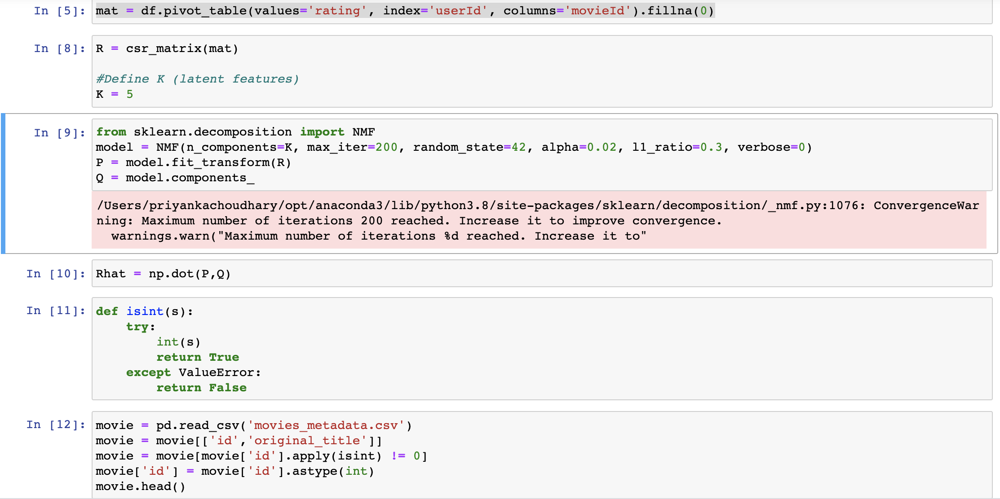 In [5]: mat = df.pivot_table(values='rating', index='userId', columns='movieId').fillna(0)
In [8]: R = csr_matrix(mat)
#Define K (latent features)
K = 5
In [9]: from sklearn.decomposition import NMF
model = NMF(n_components=K, max_iter=200, random_state=42, alpha=0.02, l1_ratio=0.3, verbose=0)
P = model.fit_transform(R)
Q = model.components_
/Users/priyankachoudhary/opt/anaconda3/lib/python3.8/site-packages/sklearn/decomposition/_nmf.py:1076: ConvergenceWar
ning: Maximum number of iterations 200 reached. Increase it to improve convergence.
  warnings.warn("Maximum number of iterations %d reached. Increase it to"
In [10]: Rhat = np.dot(P,Q)
In [11]: def isint(s):
    try:
        int(s)
        return True
    except ValueError:
        return False
In [12]: movie = pd.read_csv('movies_metadata.csv')
movie = movie[['id','original_title']]
movie = movie[movie['id'].apply(isint) != 0]
movie['id'] = movie['id'].astype(int)
movie.head()